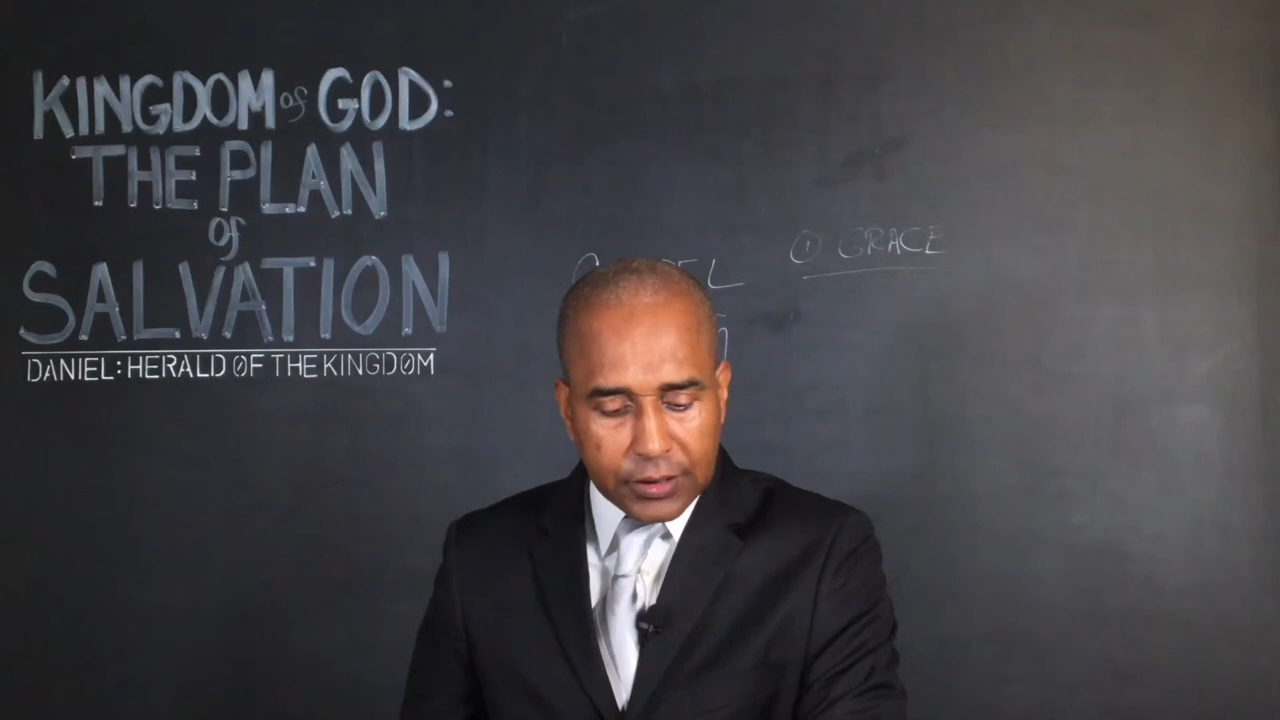 KINGDOM of GOD:
THE PLAN
of
SALVATION
DANIEL: HERALD OF THE KINGDOM
① GRACE